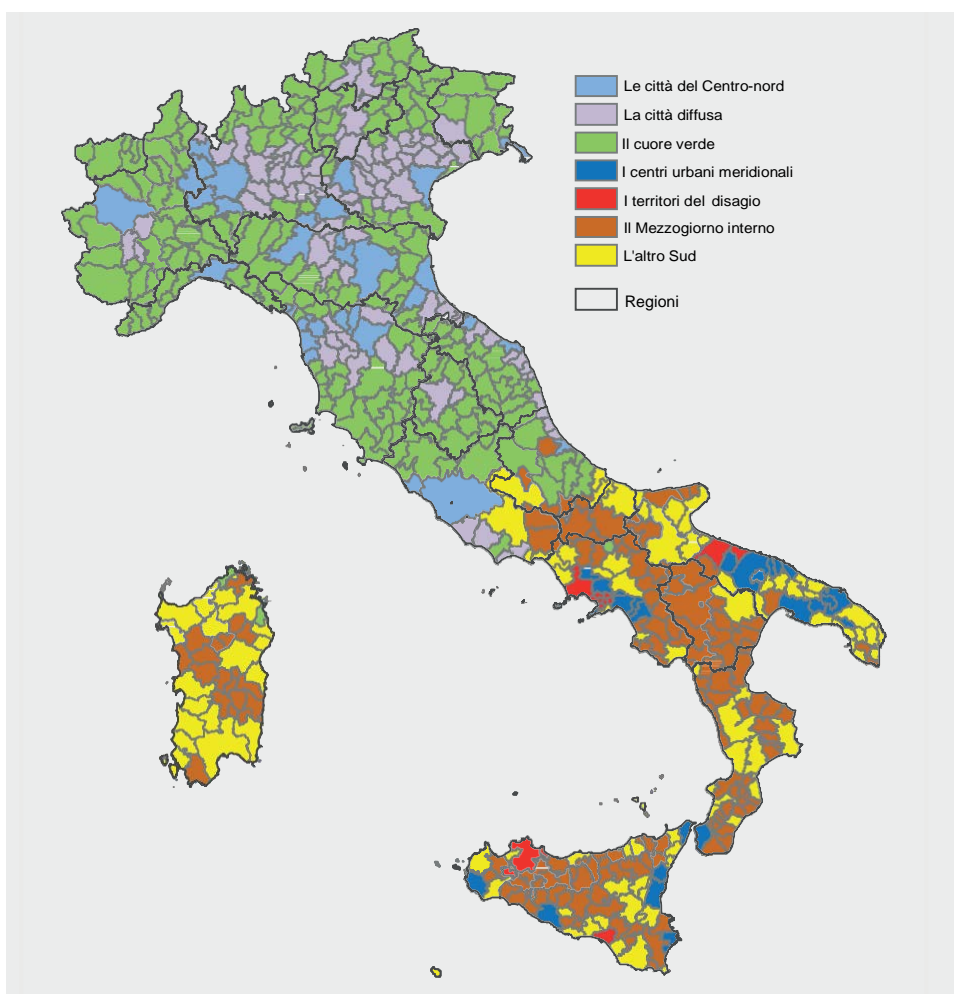 Le città del Centro-nord
La città diffusa
Il cuore verde
I centri urbani meridionali
I territori del disagio
Il Mezzogiorno interno
L'altro Sud
Regioni